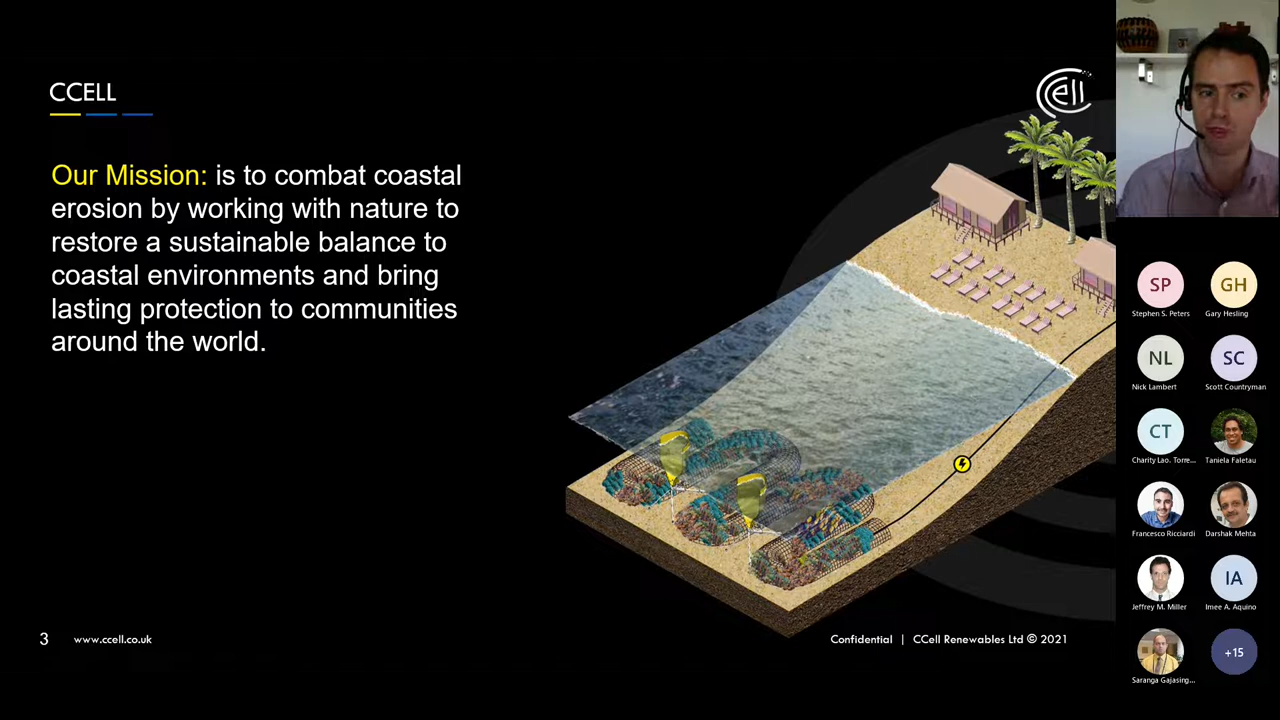 CCELL
CCell
Our Mission: is to combat coastal
erosion by working with nature to
restore a sustainable balance to
coastal environments and bring
lasting protection to communities
around the world.
3
www.ccell.co.uk
Confidential | CCell Renewables Ltd © 2021
SP
GH
Stephen S. Peters
Gary Hesling
NL
SC
Nick Lambert
Scott Countryman
CT
Charity Lao. Torre...
Taniela Faletau
Francesco Ricciardi
Darshak Mehta
IA
Jeffrey M. Miller
Imee A. Aquino
+15
Saranga Gajasing...